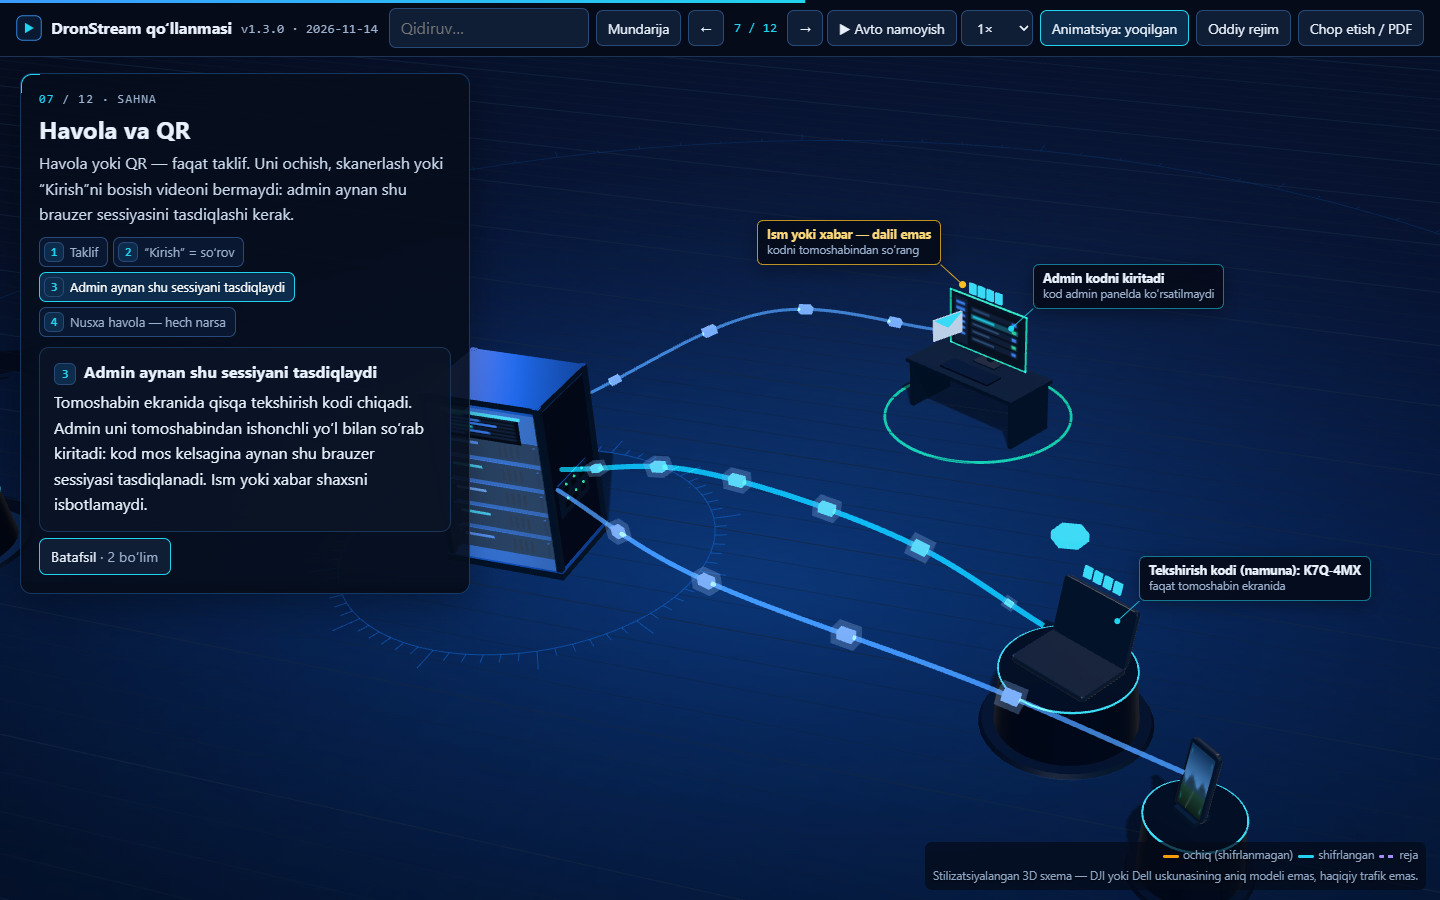 DronStream qo‘llanmasi v1.3.0 · 2026-11-14
Qidiruv...
Mundarija
←
7 / 12
→
▶ Avto namoyish
1×
Animatsiya: yoqilgan
Oddiy rejim
Chop etish / PDF
07 / 12 · SAHNA
Havola va QR
Havola yoki QR — faqat taklif. Uni ochish, skanerlash yoki
“Kirish”ni bosish videoni bermaydi: admin aynan shu
brauzer sessiyasini tasdiqlashi kerak.
1 Taklif
2 “Kirish” = so‘rov
3 Admin aynan shu sessiyani tasdiqlaydi
4 Nusxa havola — hech narsa
3 Admin aynan shu sessiyani tasdiqlaydi
Tomoshabin ekranida qisqa tekshirish kodi chiqadi.
Admin uni tomoshabindan ishonchli yo‘l bilan so‘rab
kiritadi: kod mos kelsagina aynan shu brauzer
sessiyasi tasdiqlanadi. Ism yoki xabar shaxsni
isbotlamaydi.
Batafsil · 2 bo‘lim
Ism yoki xabar — dalil emas
kodni tomoshabindan so‘rang
Admin kodni kiritadi
kod admin panelda ko‘rsatilmaydi
Tekshirish kodi (namuna): K7Q-4MX
faqat tomoshabin ekranida
ochiq (shifrlanmagan) shifrlangan reja
Stilizatsiyalangan 3D sxema — DJI yoki Dell uskunasining aniq modeli emas, haqiqiy trafik emas.